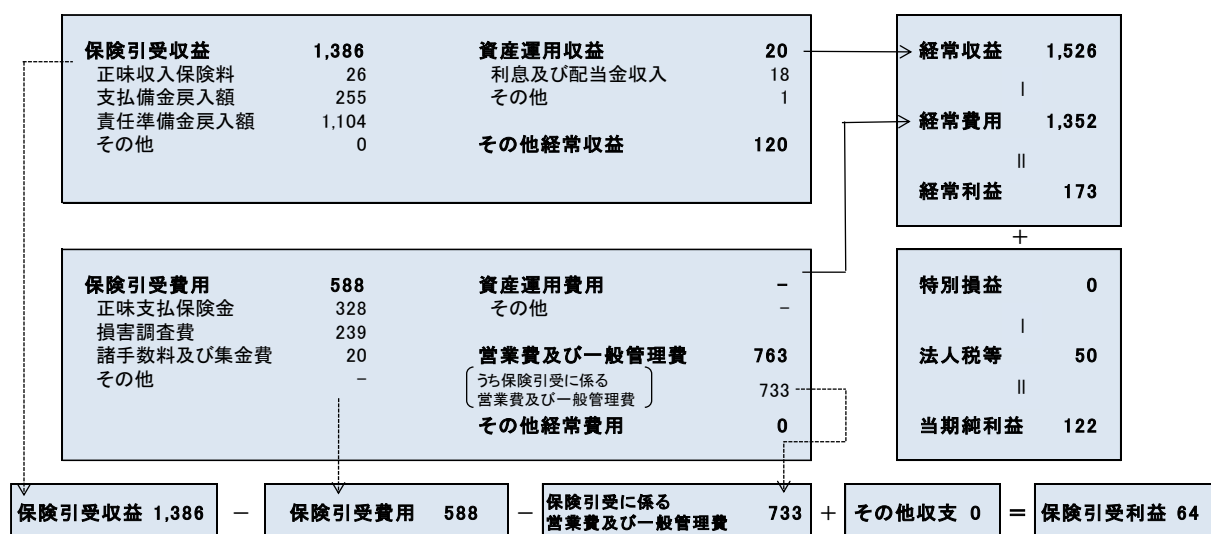 保険引受収益 1,386
正味収入保険料 26
支払備金戻入額 255
責任準備金戻入額 1,104
その他 0
資産運用収益 20
利息及び配当金収入 18
その他 1
その他経常収益 120
経常収益 1,526
−
経常費用 1,352
=
経常利益 173
+
保険引受費用 588
正味支払保険金 328
損害調査費 239
諸手数料及び集金費 20
その他 −
資産運用費用 −
その他 −
営業費及び一般管理費 763
うち保険引受に係る
営業費及び一般管理費 733
その他経常費用 0
特別損益 0
−
法人税等 50
=
当期純利益 122
保険引受収益 1,386 − 保険引受費用 588 − 保険引受に係る
営業費及び一般管理費 733 + その他収支 0 = 保険引受利益 64